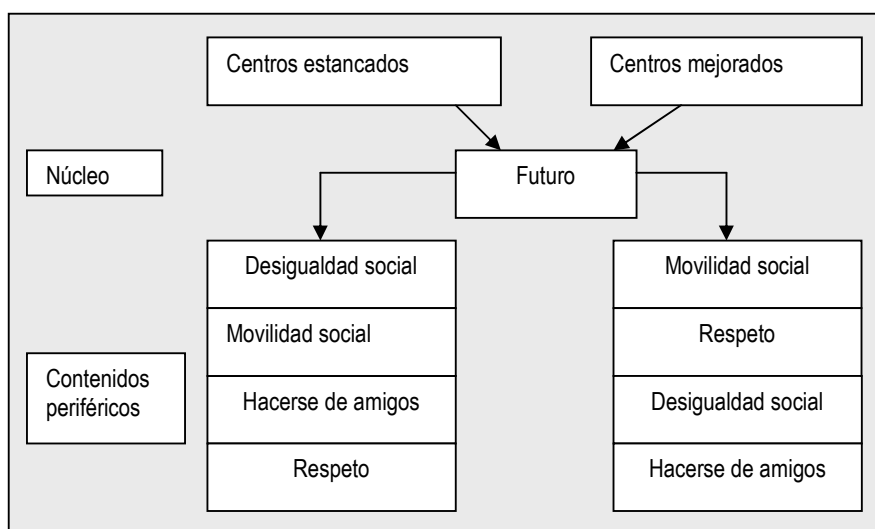 Centros estancados
Centros mejorados
Núcleo
Futuro
Desigualdad social
Movilidad social
Movilidad social
Respeto
Contenidos
periféricos
Hacerse de amigos
Desigualdad social
Respeto
Hacerse de amigos